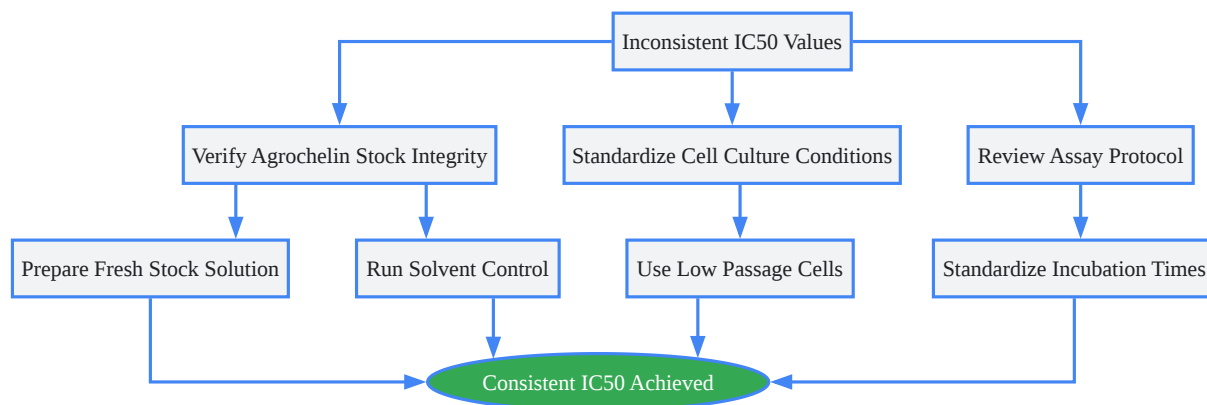 Inconsistent IC50 Values
Verify Agrochelin Stock Integrity
Standardize Cell Culture Conditions
Review Assay Protocol
Prepare Fresh Stock Solution
Run Solvent Control
Use Low Passage Cells
Standardize Incubation Times
Consistent IC50 Achieved